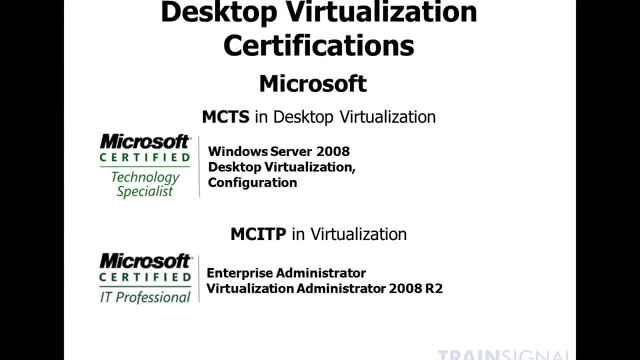 Desktop Virtualization
Certifications
Microsoft
MCTS in Desktop Virtualization
Microsoft
CERTIFIED
Technology
Specialist
Windows Server 2008
Desktop Virtualization,
Configuration
MCITP in Virtualization
Microsoft
CERTIFIED
IT Professional
Enterprise Administrator
Virtualization Administrator 2008 R2
TRAINSIGNAL